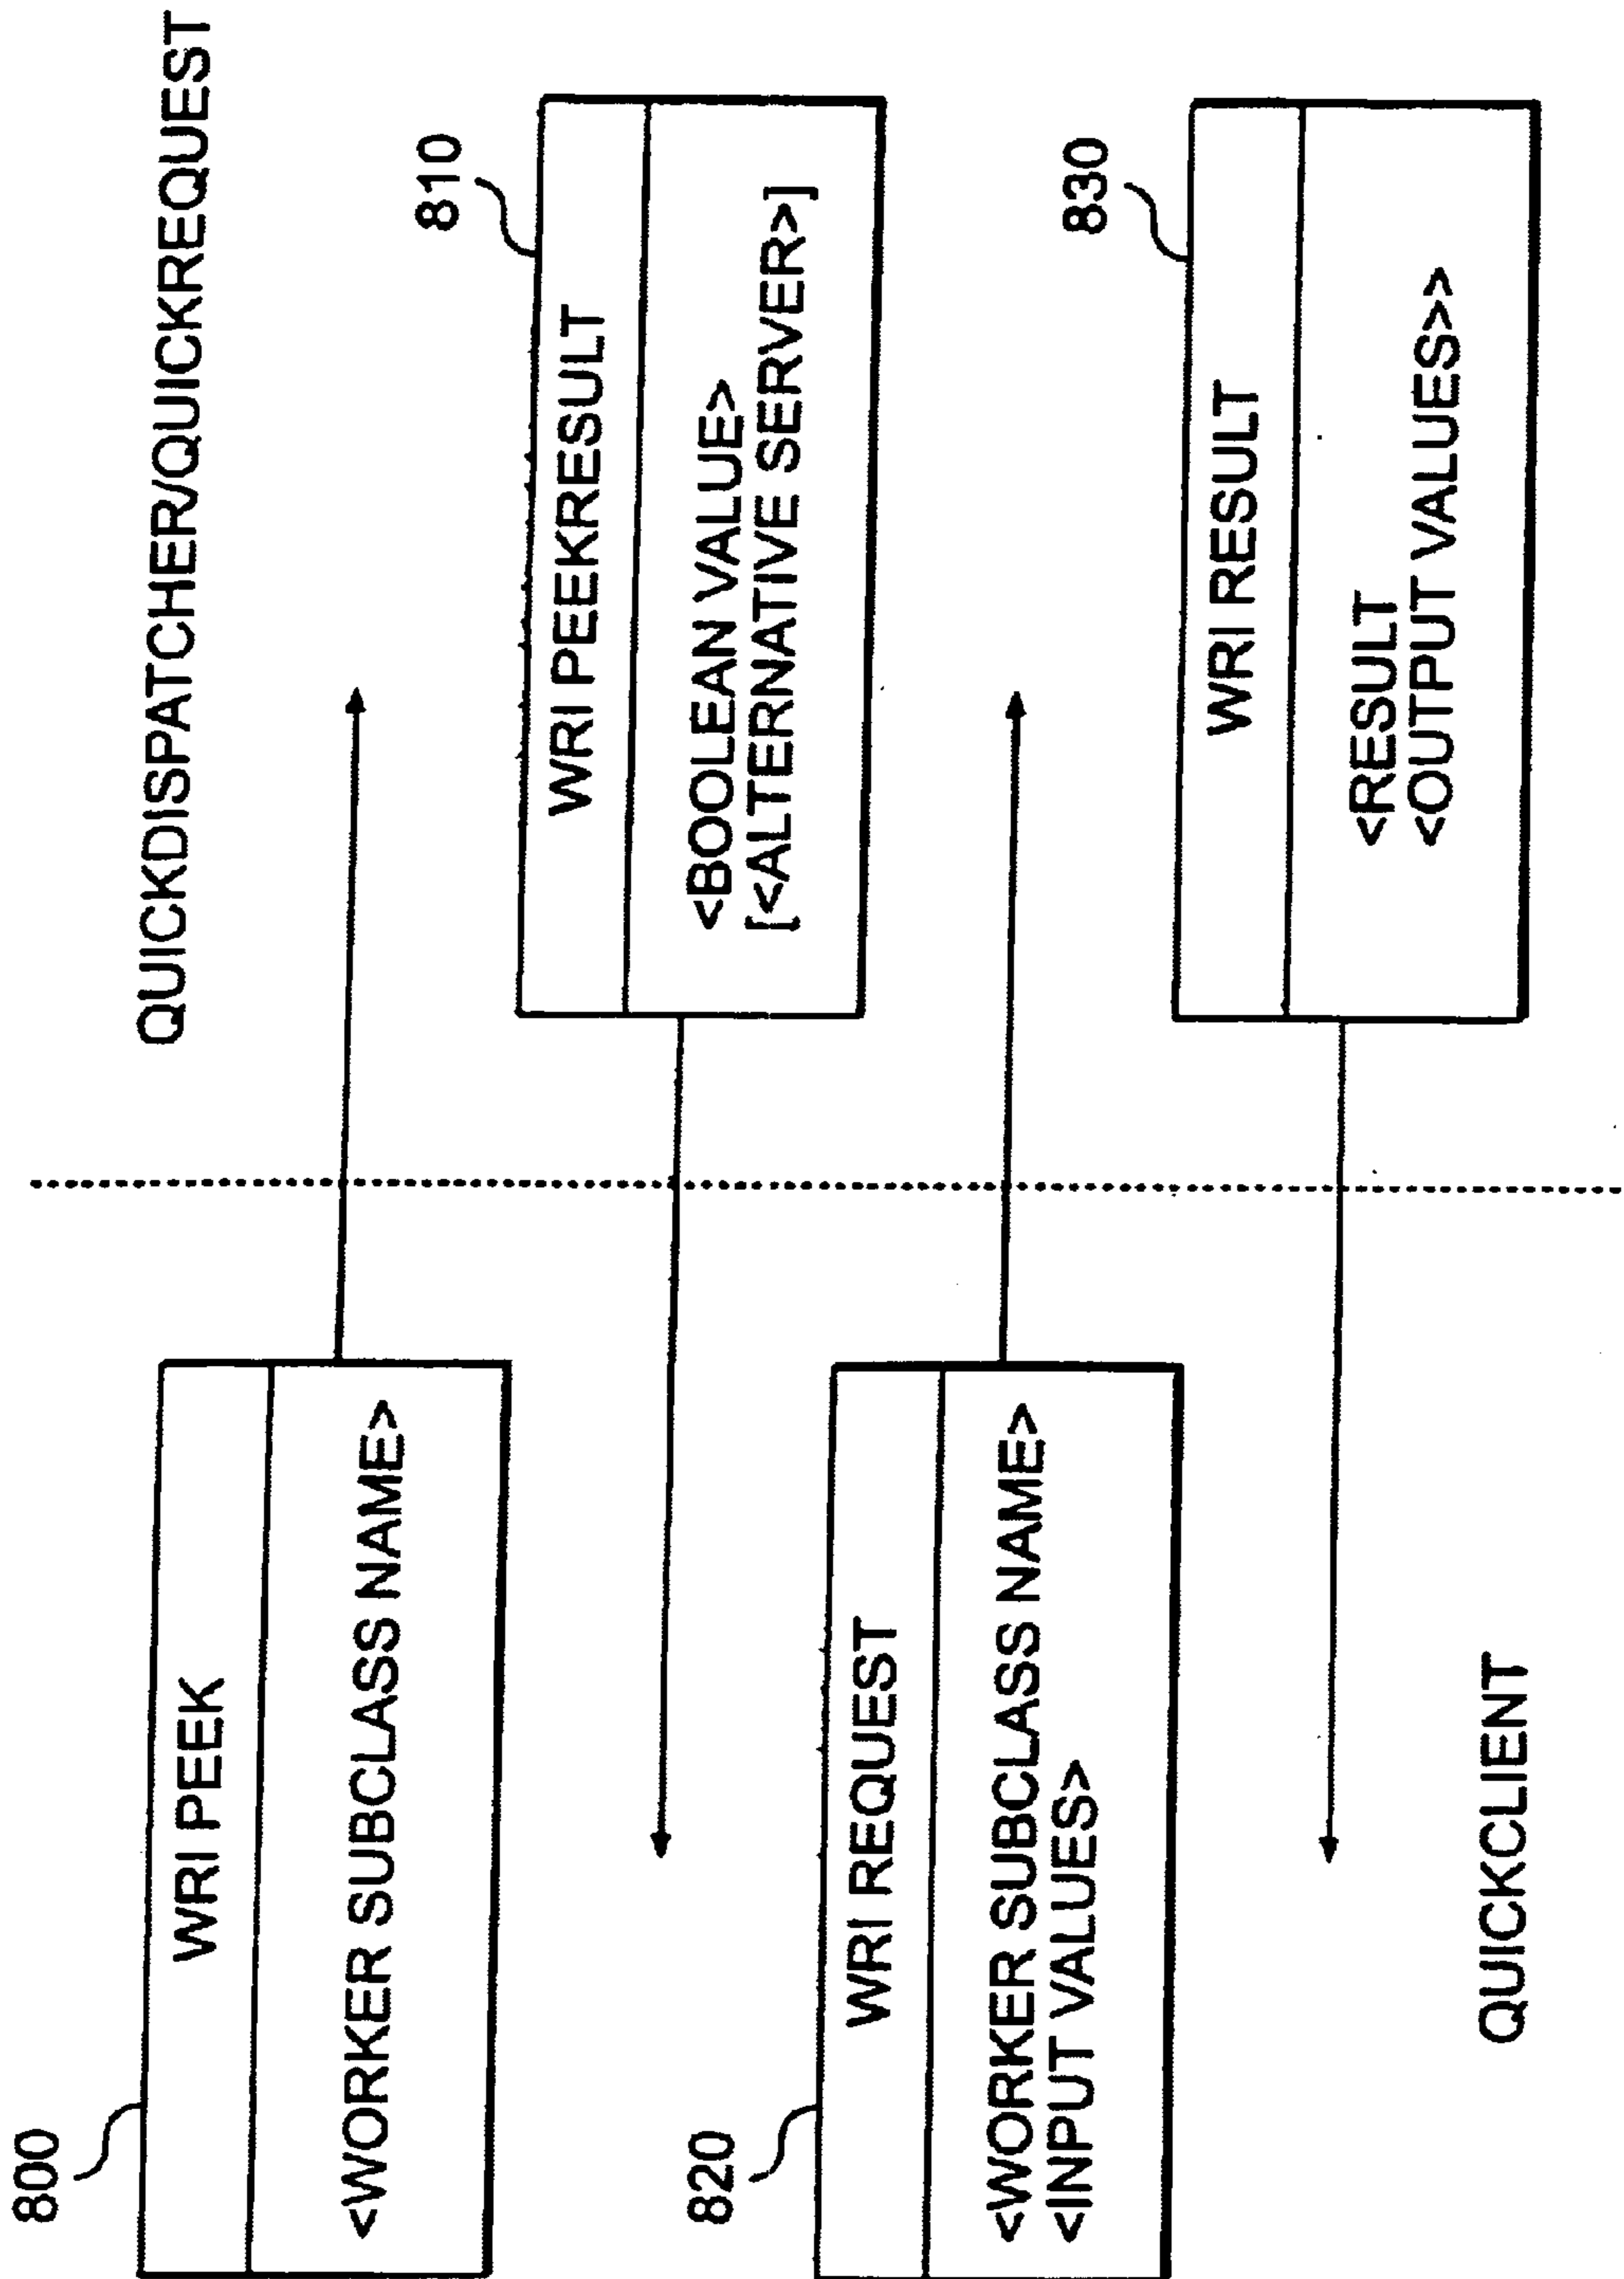 QUICKDISPATCHER/QUICKREQUEST
800
WRI PEEK
<WORKER SUBCLASS NAME>
810
WRI PEEKRESULT
<BOOLEAN VALUE>
[<ALTERNATIVE SERVER>]
820
WRI REQUEST
<WORKER SUBCLASS NAME>
<INPUT VALUES>
830
WRI RESULT
<RESULT
<OUTPUT VALUES>>
QUICKCLIENT